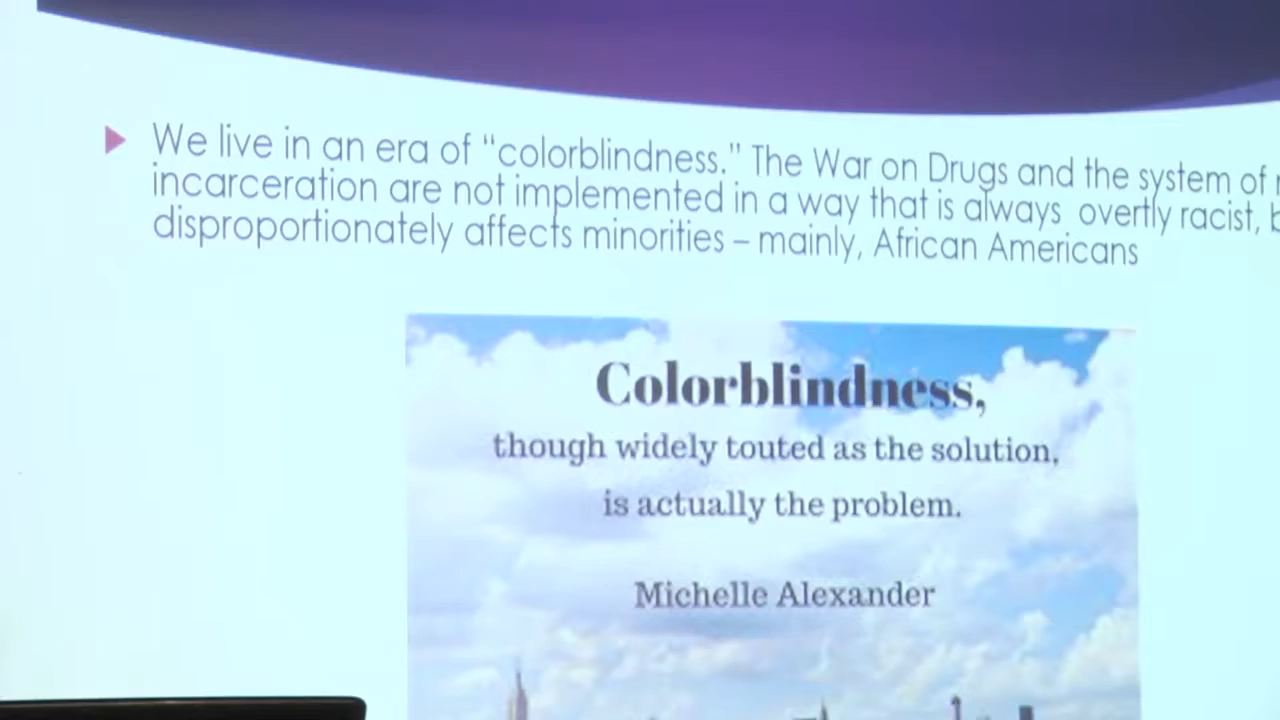 We live in an era of “colorblindness.” The War on Drugs and the system of
incarceration are not implemented in a way that is always overtly racist,
disproportionately affects minorities – mainly, African Americans
Colorblindness,
though widely touted as the solution,
is actually the problem.
Michelle Alexander